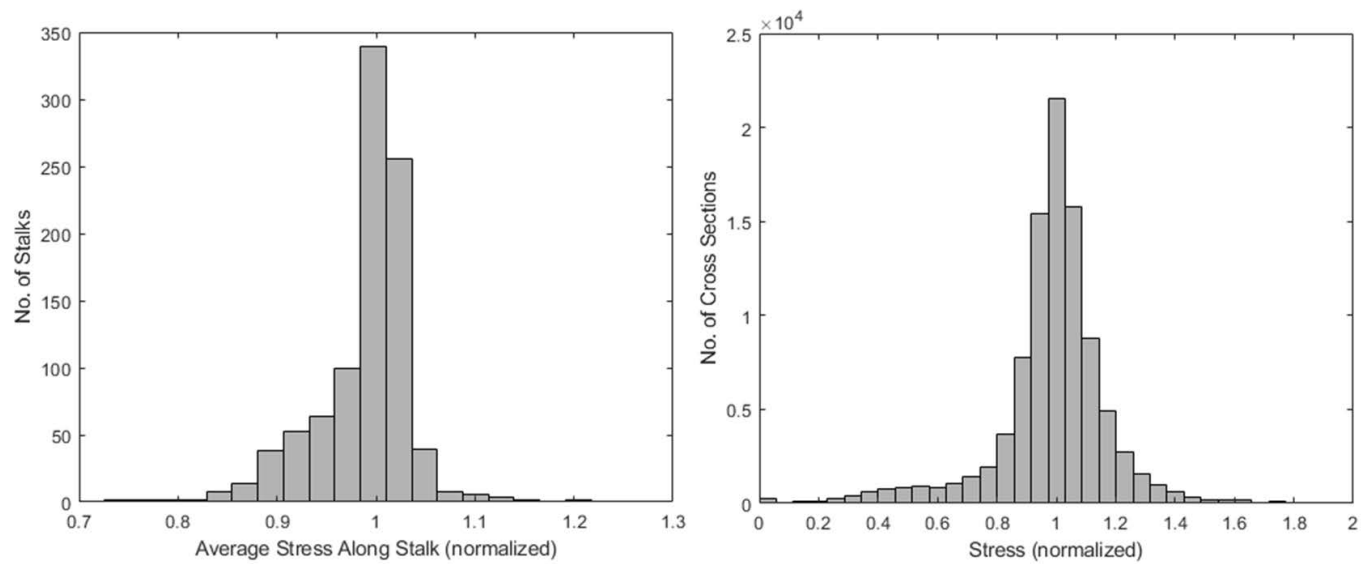 350
300
250
200
150
100
50
0
0.7 0.8 0.9 1 1.1 1.2 1.3
No. of Stalks
Average Stress Along Stalk (normalized)
×10⁴
2.5
2
1.5
1
0.5
0
0 0.2 0.4 0.6 0.8 1 1.2 1.4 1.6 1.8 2
No. of Cross Sections
Stress (normalized)